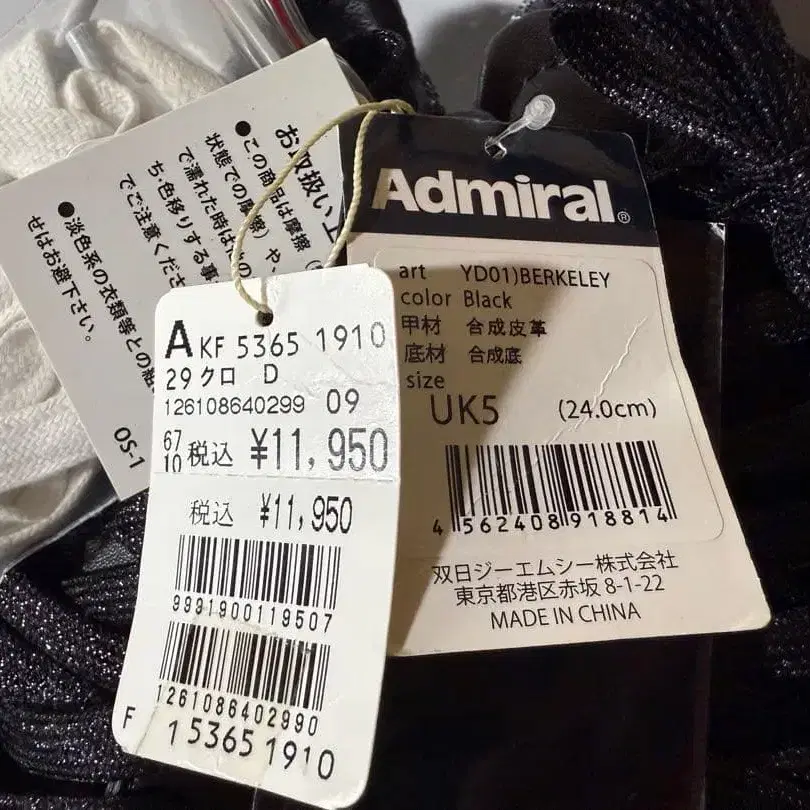 お取扱い上
●この商品は摩擦
状態での摩擦）や、
で濡れた時は
ち・色移りする事
でご注意くださ
●淡色系の衣類等との
せはお避下さい。
OS-1
Admiral®
art YD01)BERKELEY
color Black
甲材 合成皮革
底材 合成底
size
UK5 (24.0cm)
4 562408 918814
双日ジーエムシー株式会社
東京都港区赤坂 8-1-22
MADE IN CHINA
A KF 5365 1910
29 クロ D
126108640299 09
67
10 税込 ¥11,950
税込 ¥11,950
9991900119507
1261086402990
F 1 5365 1910